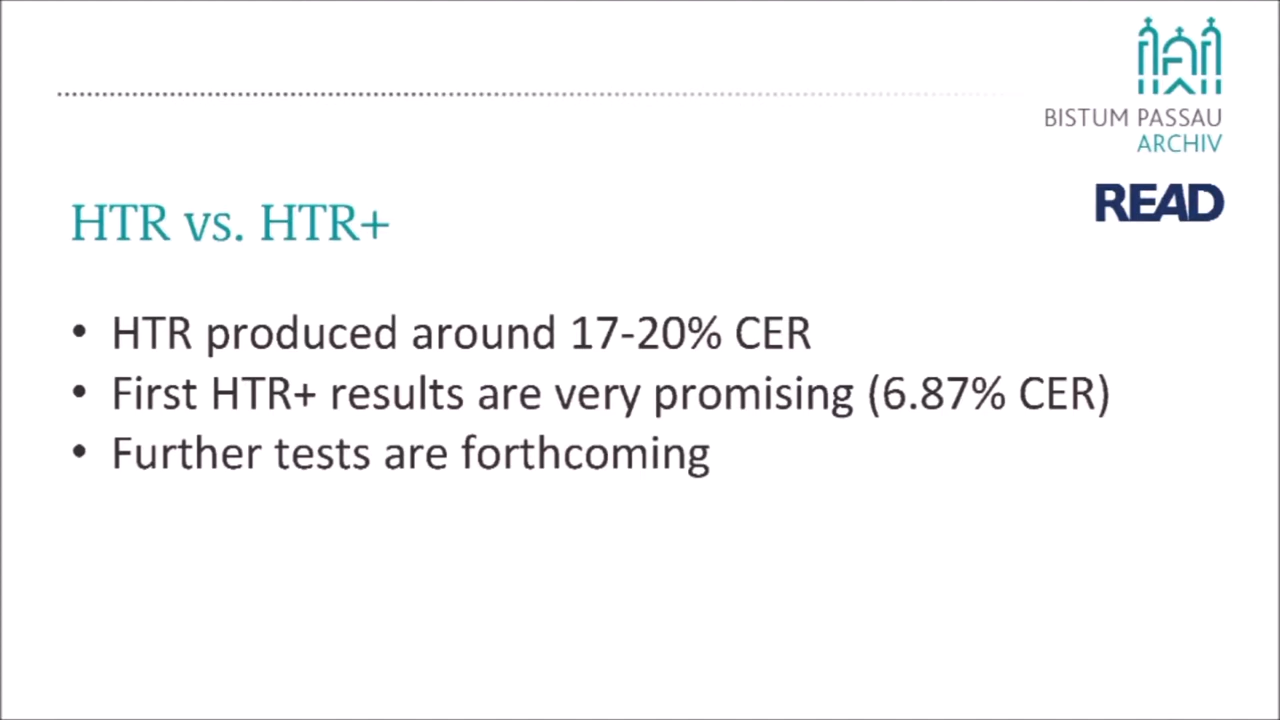 BISTUM PASSAU
ARCHIV
READ
HTR vs. HTR+
• HTR produced around 17-20% CER
• First HTR+ results are very promising (6.87% CER)
• Further tests are forthcoming